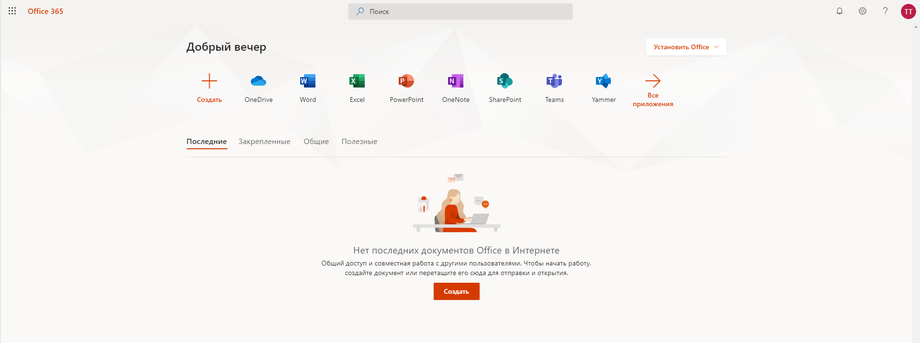 Office 365
Поиск
TT
Добрый вечер
Установить Office
Создать
OneDrive
Word
Excel
PowerPoint
OneNote
SharePoint
Teams
Yammer
Все
приложения
Последние
Закрепленные
Общие
Полезные
Нет последних документов Office в Интернете
Общий доступ и совместная работа с другими пользователями. Чтобы начать работу,
создайте документ или перетащите его сюда для отправки и открытия.
Создать